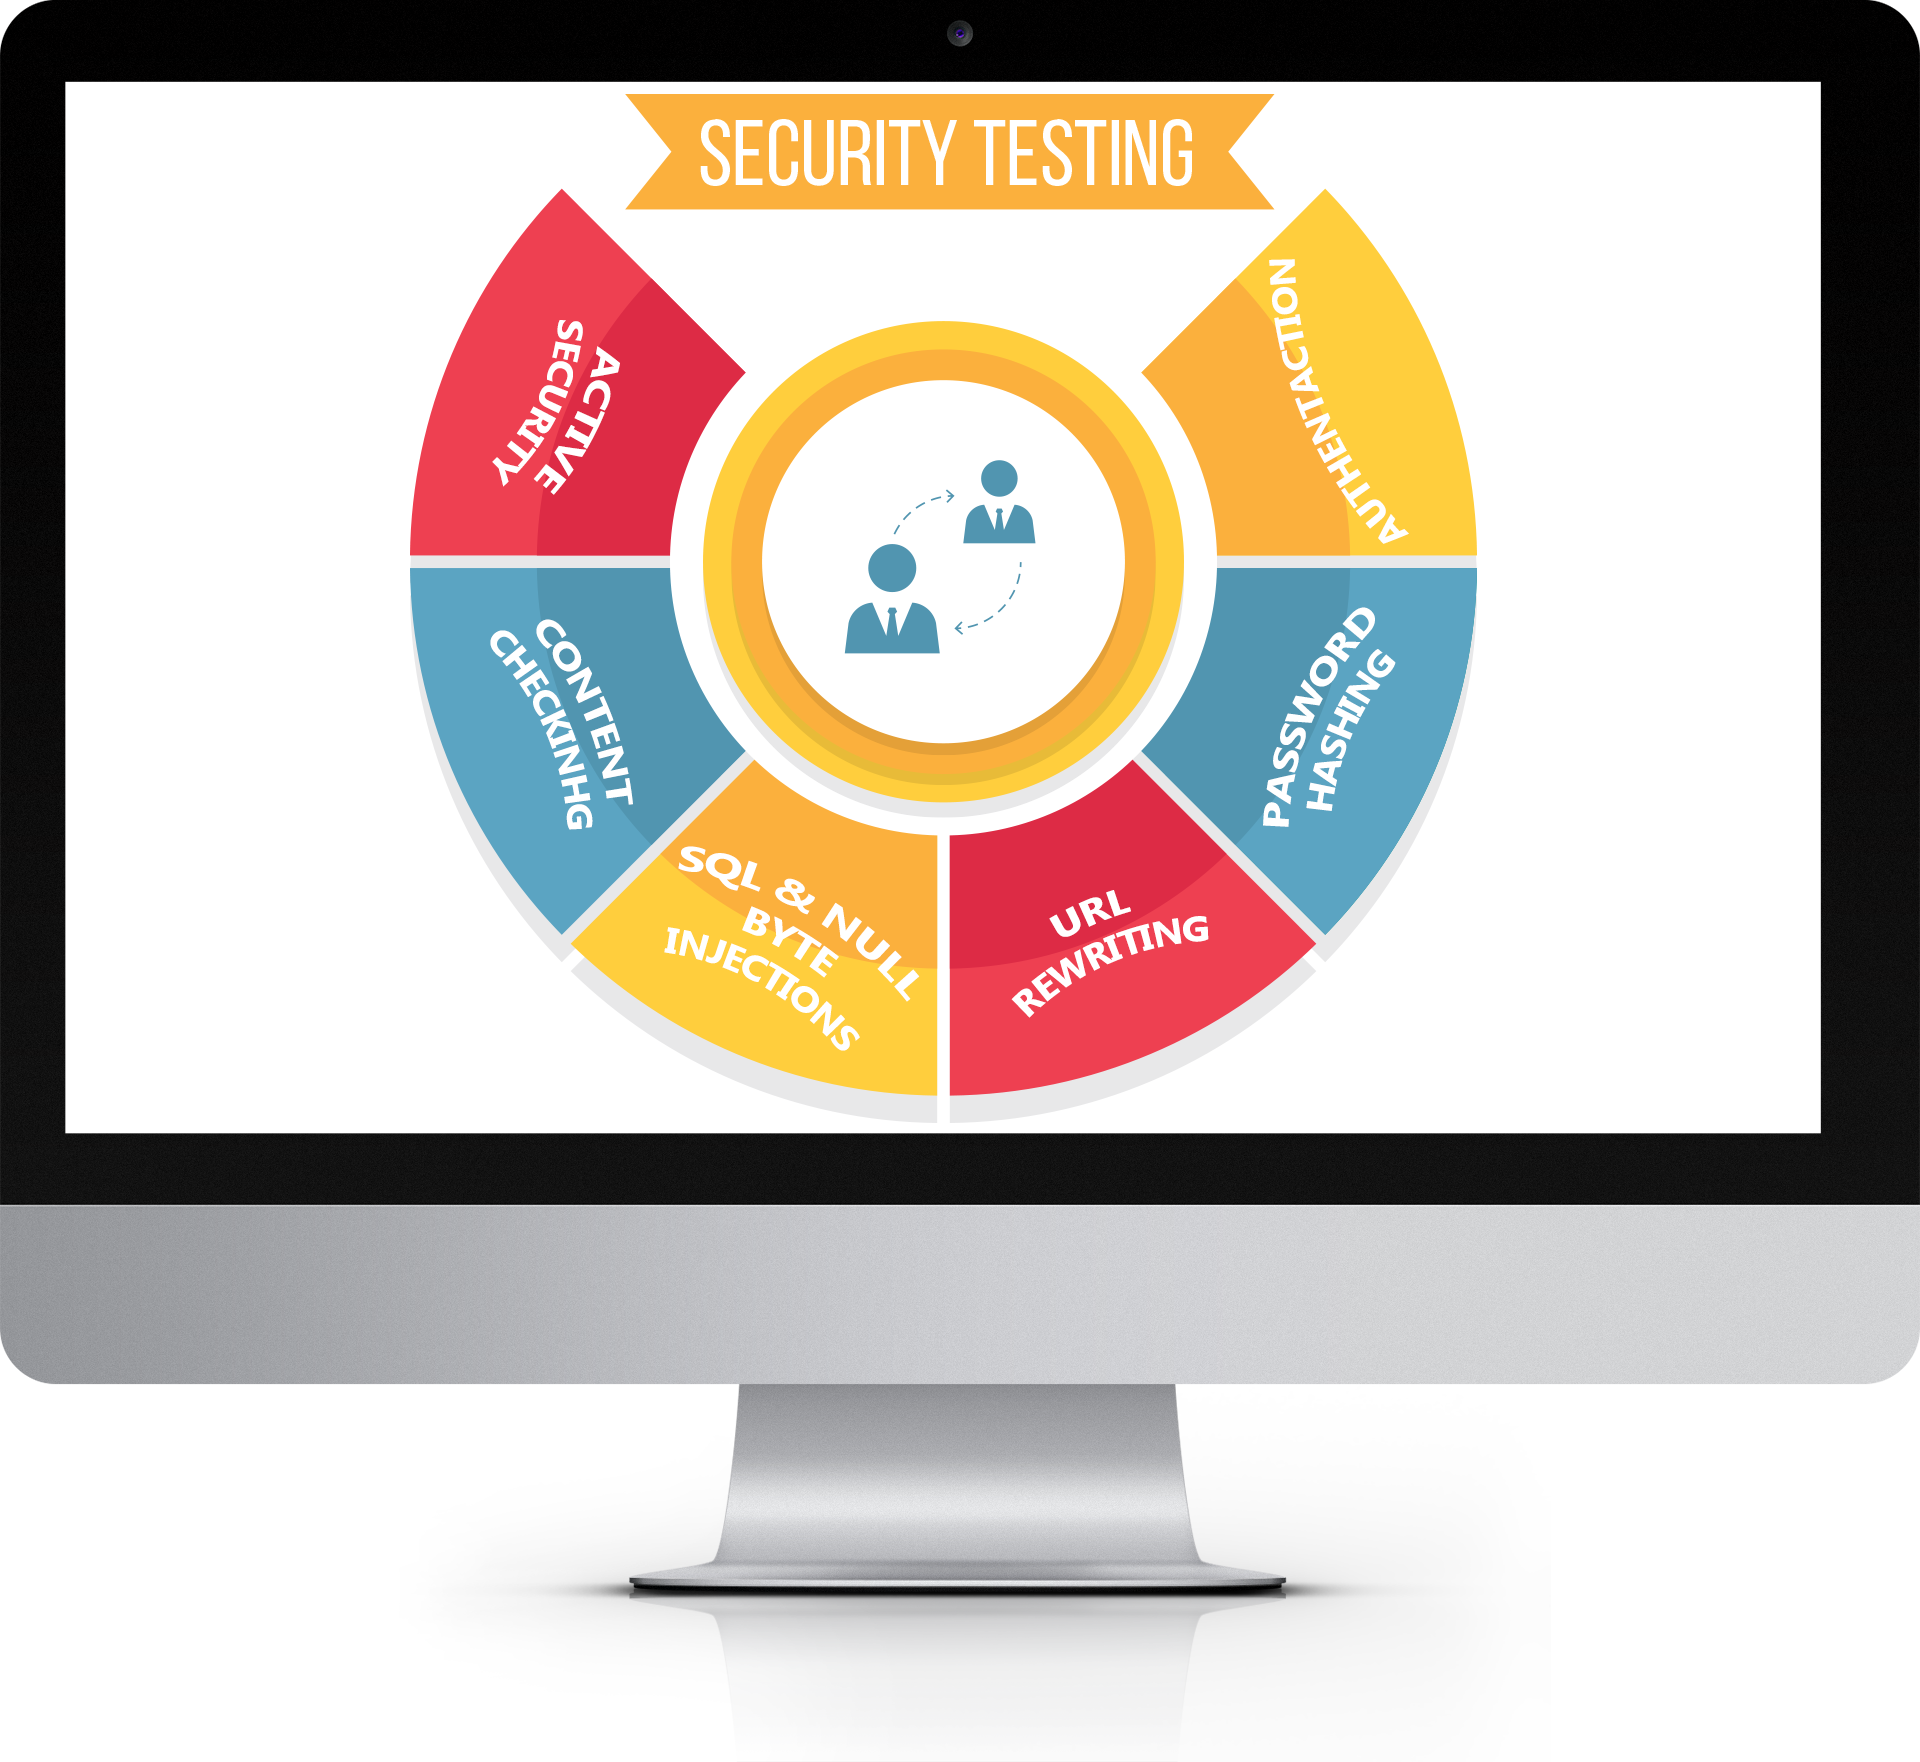 SECURITY TESTING
ACTIVE
SECURITY
AUTHENTACTION
CONTENT
CHECKINHG
PASSWORD
HASHING
SQL & NULL
BYTE
INJECTIONS
URL
REWRITING